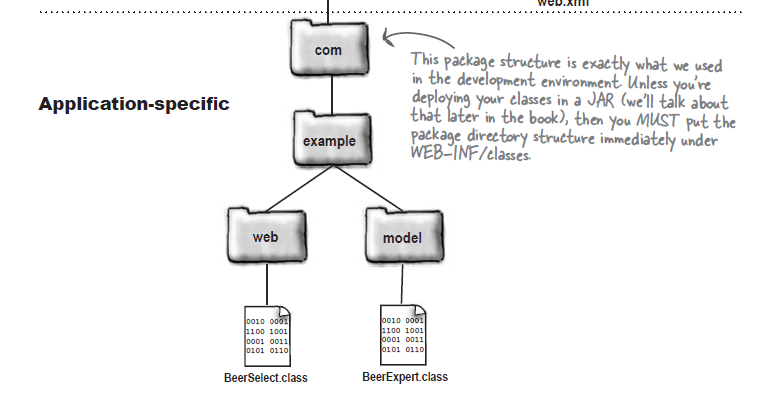 web.xml
com
This package structure is exactly what we used
in the development environment. Unless you're
deploying your classes in a JAR (we'll talk about
that later in the book), then you MUST put the
package directory structure immediately under
WEB-INF/classes.
Application-specific
example
web
model
0010 0001
1100 1001
0001 0011
0101 0110
0010 0001
1100 1001
0001 0011
0101 0110
BeerSelect.class
BeerExpert.class